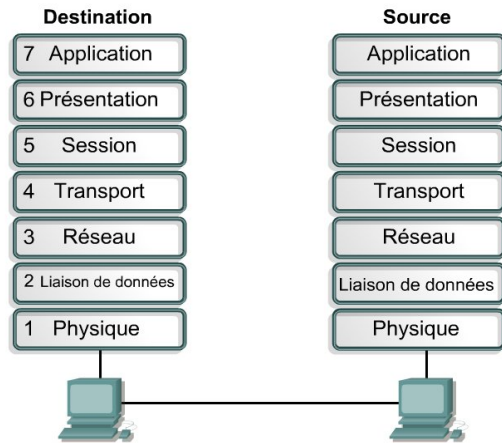 Destination
7 Application
6 Présentation
5 Session
4 Transport
3 Réseau
2 Liaison de données
1 Physique
Source
Application
Présentation
Session
Transport
Réseau
Liaison de données
Physique